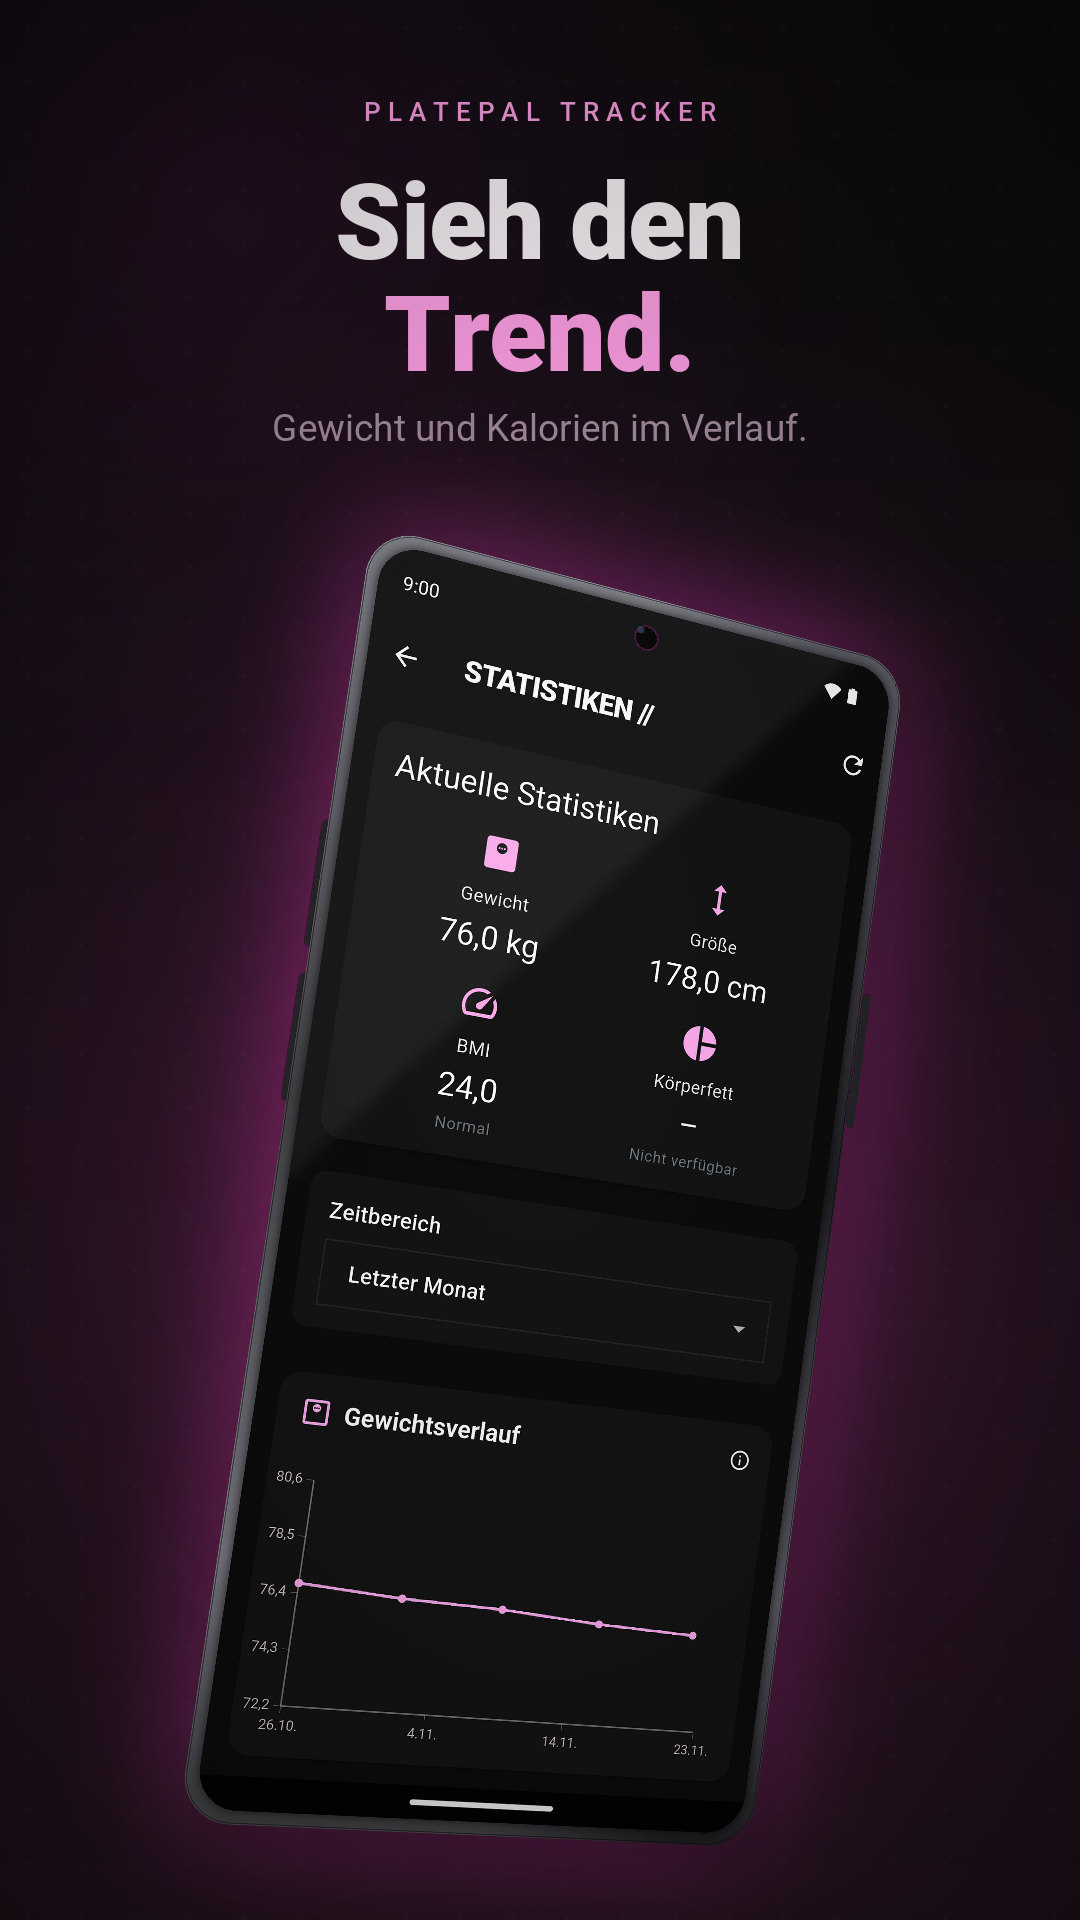 PLATEPAL TRACKER
Sieh den
Trend.
Gewicht und Kalorien im Verlauf.
9:00
STATISTIKEN //
Aktuelle Statistiken
Gewicht
76,0 kg
Größe
178,0 cm
BMI
24,0
Normal
Körperfett
–
Nicht verfügbar
Zeitbereich
Letzter Monat
Gewichtsverlauf
80,6
78,5
76,4
74,3
72,2
26.10.
4.11.
14.11.
23.11.